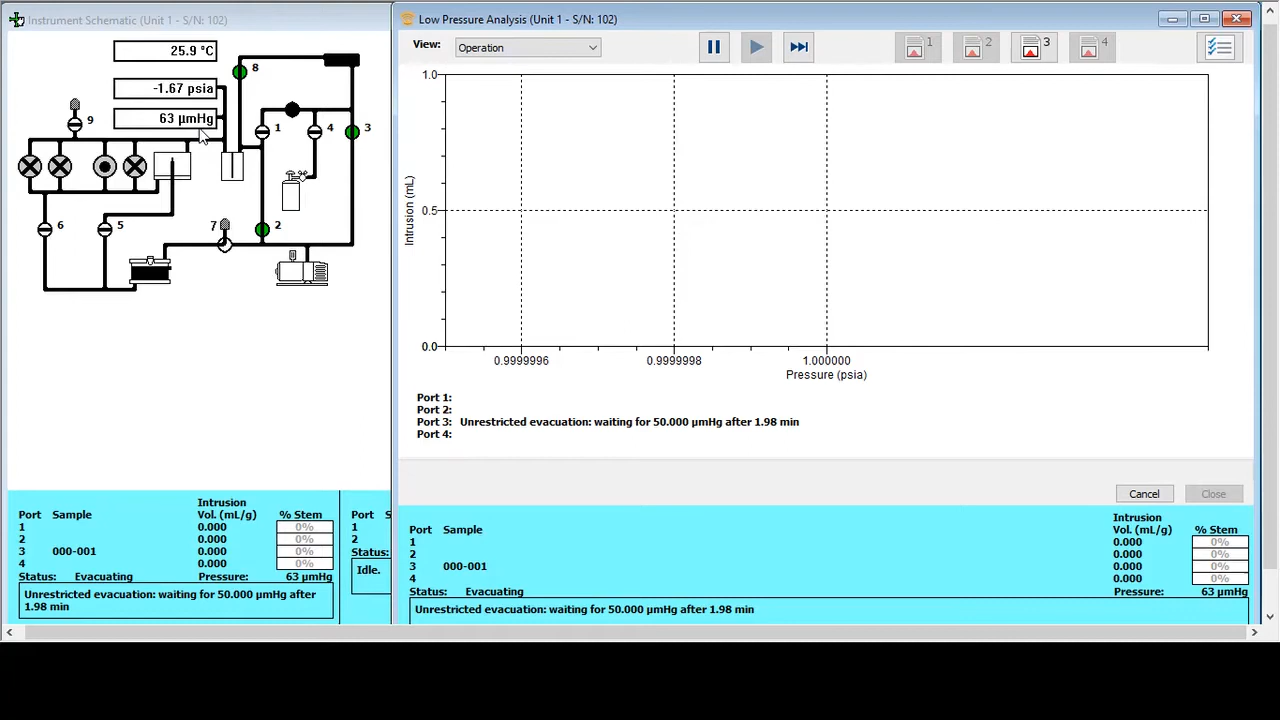 Instrument Schematic (Unit 1 - S/N: 102)
25.9 °C
-1.67 psia
63 µmHg
8
9
1
4
3
6
5
7
2
Port Sample Intrusion Vol. (mL/g) % Stem
1 0.000 0%
2 0.000 0%
3 000-001 0.000 0%
4 0.000 0%
Status: Evacuating Pressure: 63 µmHg
Unrestricted evacuation: waiting for 50.000 µmHg after
1.98 min
Port S
1
2
Status:
Idle.
Low Pressure Analysis (Unit 1 - S/N: 102)
View: Operation
1 2 3 4
1.0
0.5
0.0
Intrusion (mL)
0.9999996 0.9999998 1.000000
Pressure (psia)
Port 1:
Port 2:
Port 3: Unrestricted evacuation: waiting for 50.000 µmHg after 1.98 min
Port 4:
Cancel Close
Port Sample Intrusion Vol. (mL/g) % Stem
1 0.000 0%
2 0.000 0%
3 000-001 0.000 0%
4 0.000 0%
Status: Evacuating Pressure: 63 µmHg
Unrestricted evacuation: waiting for 50.000 µmHg after 1.98 min